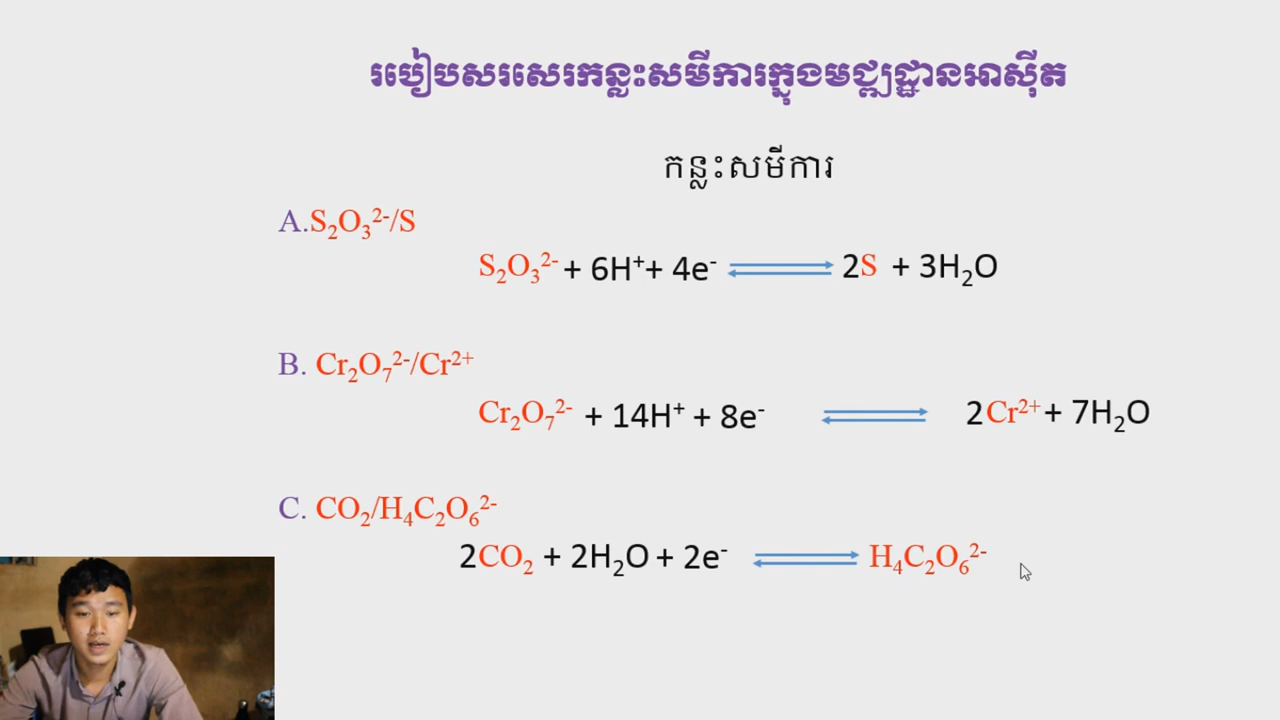 របៀបសរសេរកន្លះសមីការក្នុងមជ្ឈដ្ឋានអាស៊ីត
កន្លះសមីការ
A.S₂O₃²⁻/S
S₂O₃²⁻ + 6H⁺+ 4e⁻ ⇌ 2S + 3H₂O
B. Cr₂O₇²⁻/Cr²⁺
Cr₂O₇²⁻ + 14H⁺ + 8e⁻ ⇌ 2Cr²⁺ + 7H₂O
C. CO₂/H₄C₂O₆²⁻
2CO₂ + 2H₂O + 2e⁻ ⇌ H₄C₂O₆²⁻